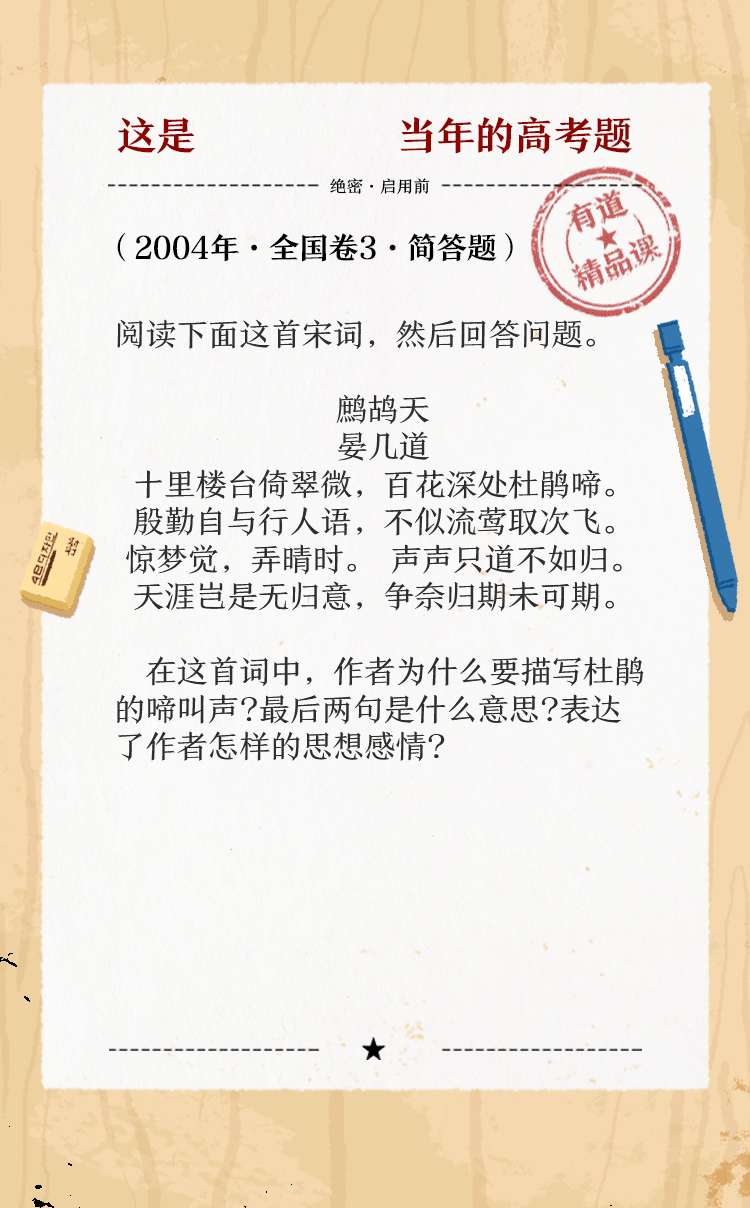 这是 当年的高考题
绝密·启用前
有道
精品课
（2004年·全国卷3·简答题）
阅读下面这首宋词，然后回答问题。
鹧鸪天
晏几道
十里楼台倚翠微，百花深处杜鹃啼。
殷勤自与行人语，不似流莺取次飞。
惊梦觉，弄晴时。 声声只道不如归。
天涯岂是无归意，争奈归期未可期。
在这首词中，作者为什么要描写杜鹃
的啼叫声?最后两句是什么意思?表达
了作者怎样的思想感情?